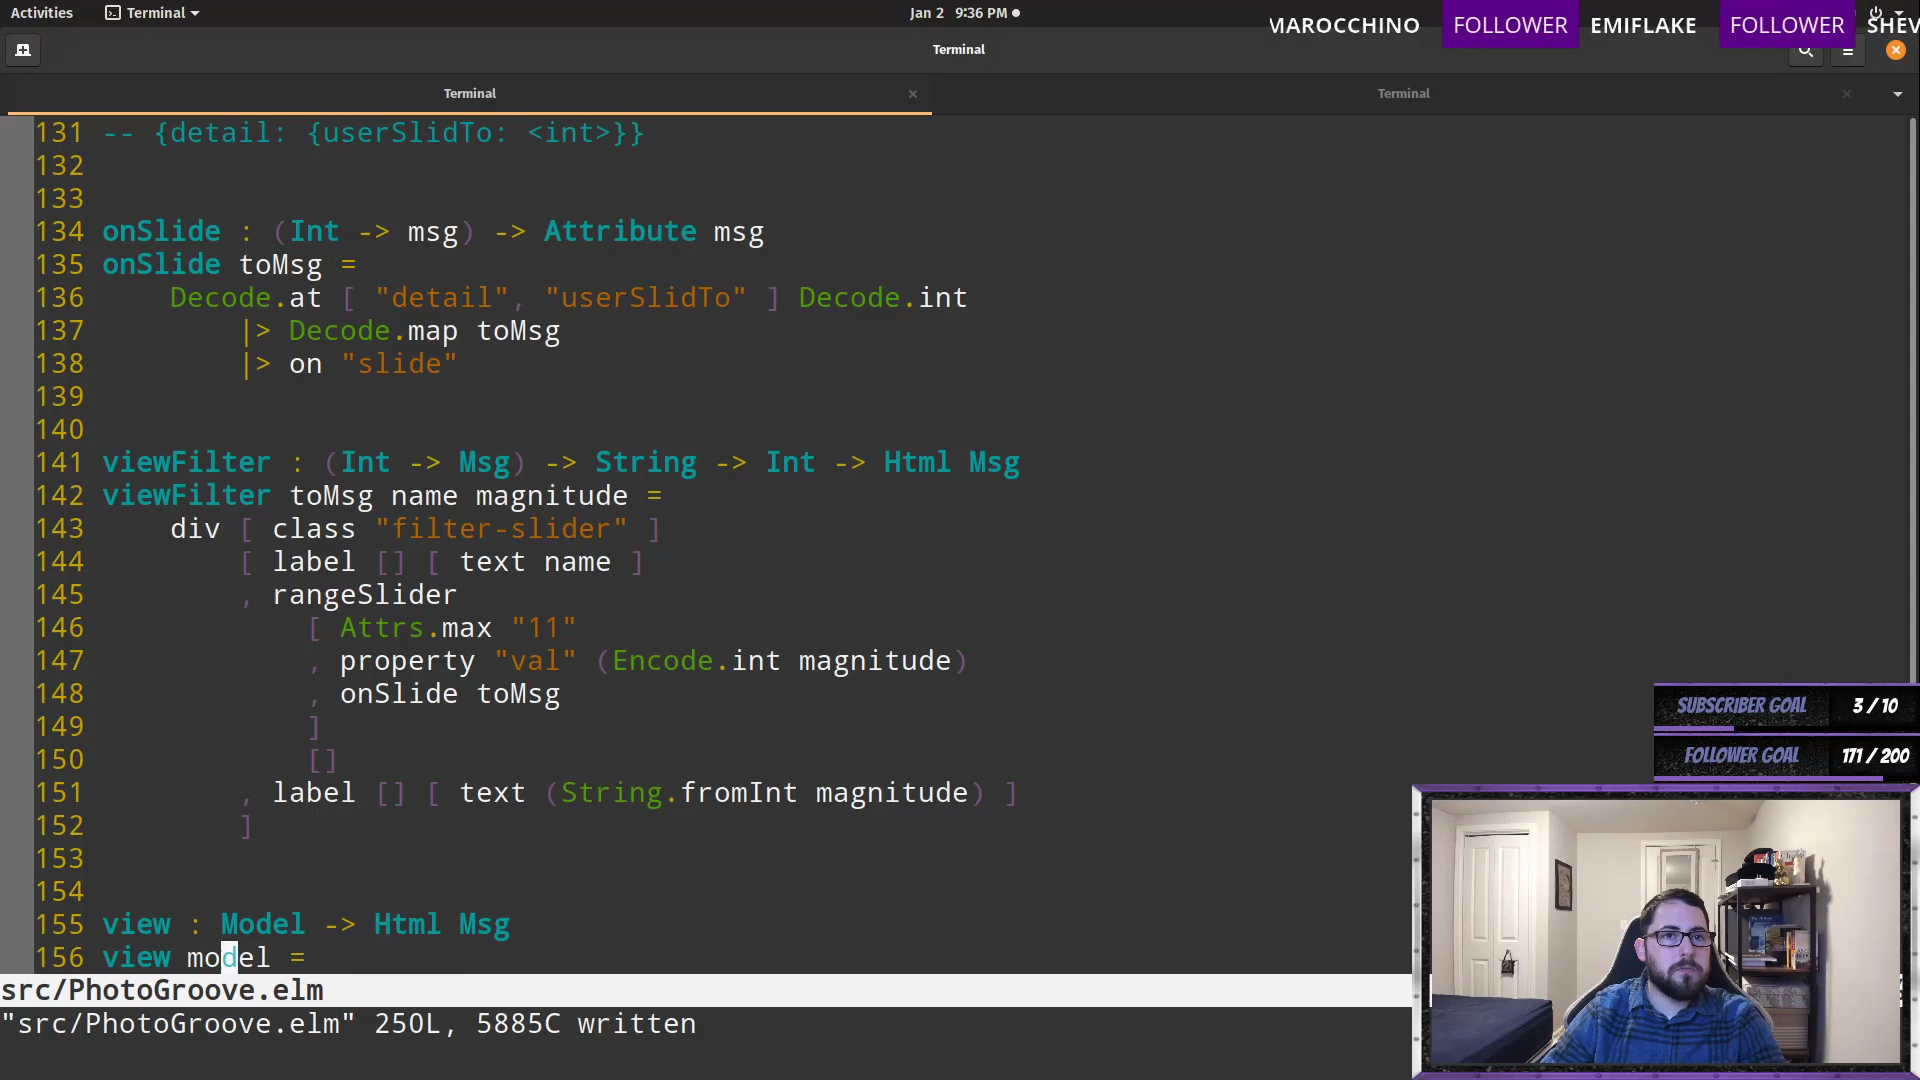 Activities
Terminal
Jan 2 9:36 PM
MAROCCHINO FOLLOWER EMIFLAKE FOLLOWER SHEV
Terminal
Terminal
Terminal
131 -- {detail: {userSlidTo: <int>}}
132
133
134 onSlide : (Int -> msg) -> Attribute msg
135 onSlide toMsg =
136     Decode.at [ "detail", "userSlidTo" ] Decode.int
137         |> Decode.map toMsg
138         |> on "slide"
139
140
141 viewFilter : (Int -> Msg) -> String -> Int -> Html Msg
142 viewFilter toMsg name magnitude =
143     div [ class "filter-slider" ]
144         [ label [] [ text name ]
145         , rangeSlider
146             [ Attrs.max "11"
147             , property "val" (Encode.int magnitude)
148             , onSlide toMsg
149             ]
150             []
151         , label [] [ text (String.fromInt magnitude) ]
152         ]
153
154
155 view : Model -> Html Msg
156 view model =
src/PhotoGroove.elm
"src/PhotoGroove.elm" 250L, 5885C written
SUBSCRIBER GOAL 3 / 10
FOLLOWER GOAL 171 / 200